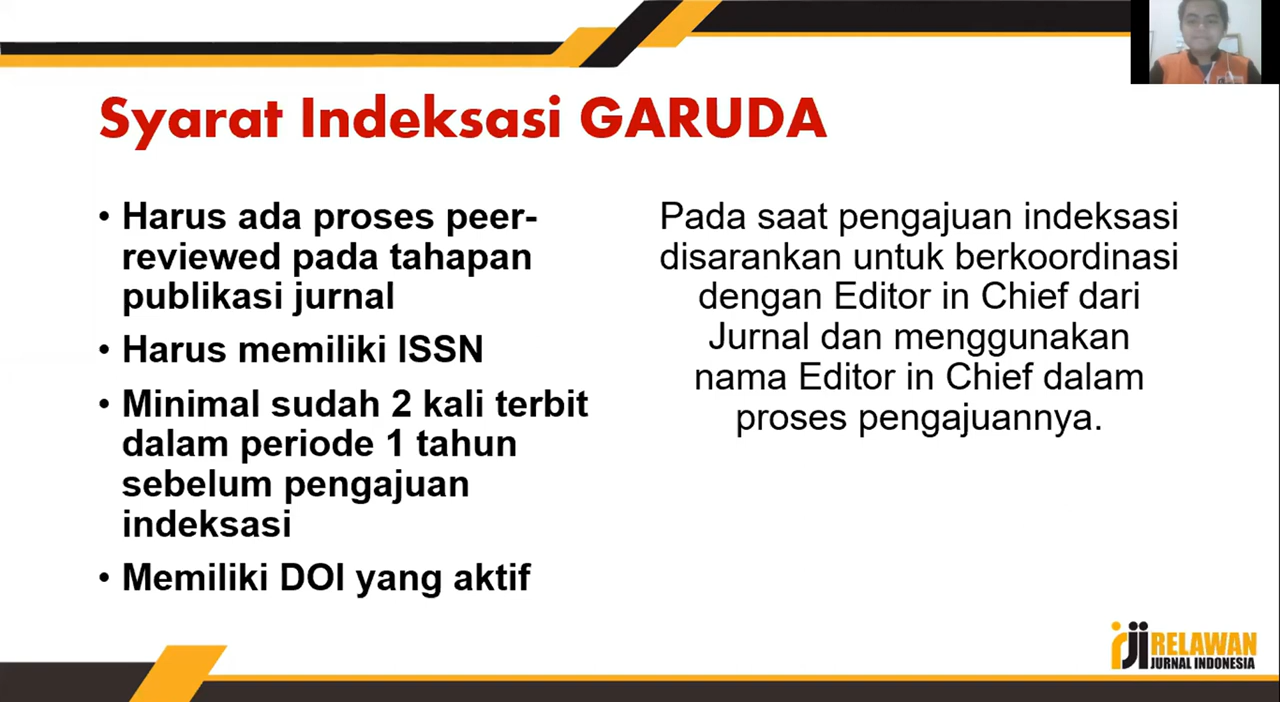 Syarat Indeksasi GARUDA
• Harus ada proses peer-
reviewed pada tahapan
publikasi jurnal
• Harus memiliki ISSN
• Minimal sudah 2 kali terbit
dalam periode 1 tahun
sebelum pengajuan
indeksasi
• Memiliki DOI yang aktif
Pada saat pengajuan indeksasi
disarankan untuk berkoordinasi
dengan Editor in Chief dari
Jurnal dan menggunakan
nama Editor in Chief dalam
proses pengajuannya.
rji RELAWAN
JURNAL INDONESIA